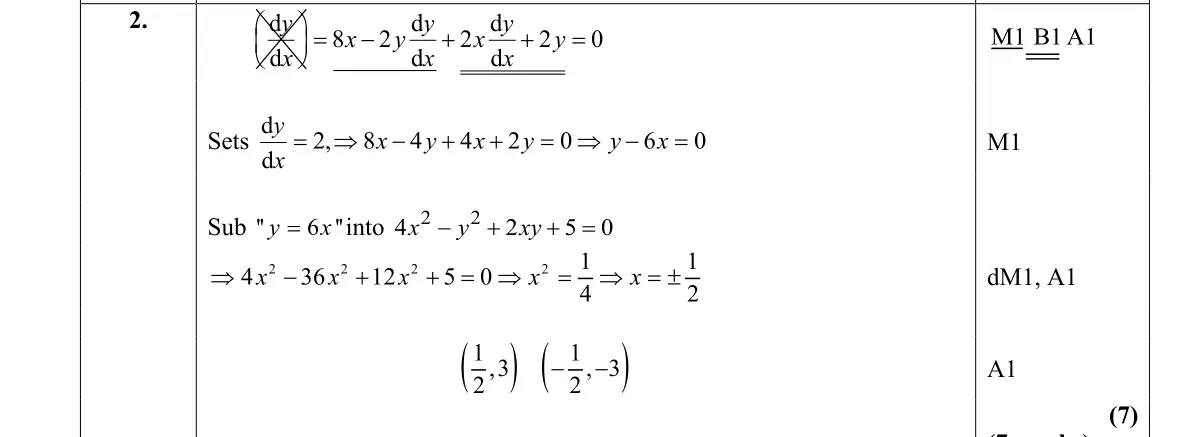 2. (dy/dx) = 8x − 2y dy/dx + 2x dy/dx + 2y = 0 M1 B1 A1
Sets dy/dx = 2, ⇒ 8x − 4y + 4x + 2y = 0 ⇒ y − 6x = 0 M1
Sub "y = 6x" into 4x² − y² + 2xy + 5 = 0
⇒ 4x² − 36x² + 12x² + 5 = 0 ⇒ x² = 1/4 ⇒ x = ± 1/2 dM1, A1
(1/2, 3) (−1/2, −3) A1
(7)